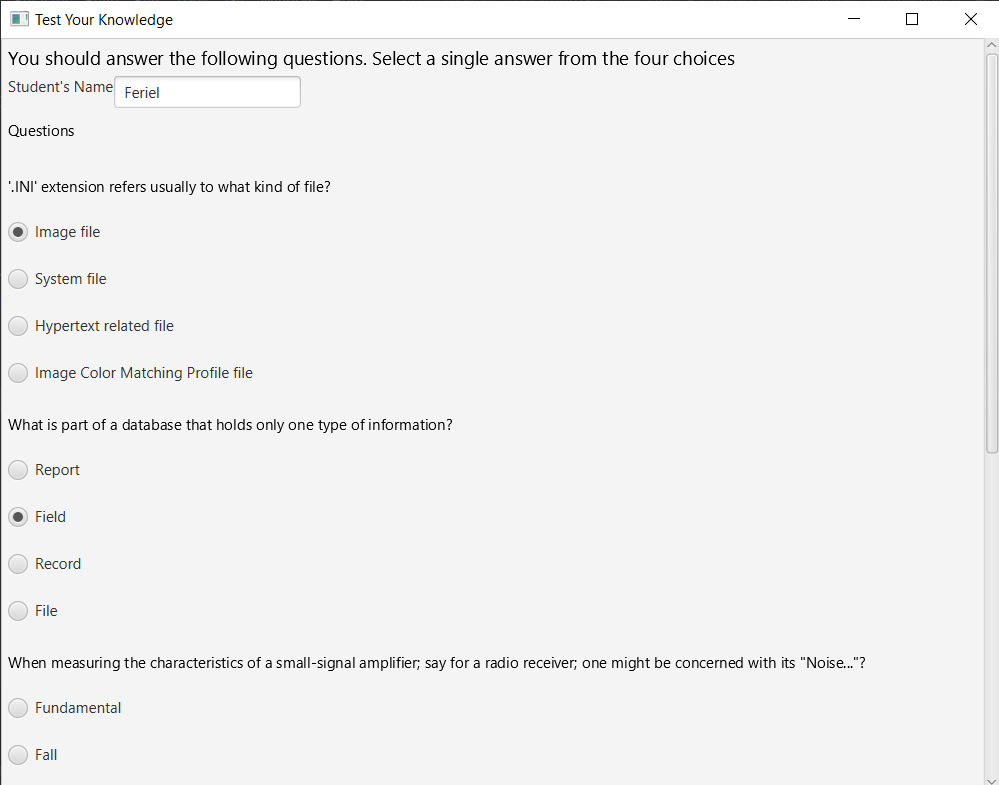 Test Your Knowledge
You should answer the following questions. Select a single answer from the four choices
Student's Name Feriel
Questions
'.INI' extension refers usually to what kind of file?
Image file
System file
Hypertext related file
Image Color Matching Profile file
What is part of a database that holds only one type of information?
Report
Field
Record
File
When measuring the characteristics of a small-signal amplifier; say for a radio receiver; one might be concerned with its "Noise..."?
Fundamental
Fall